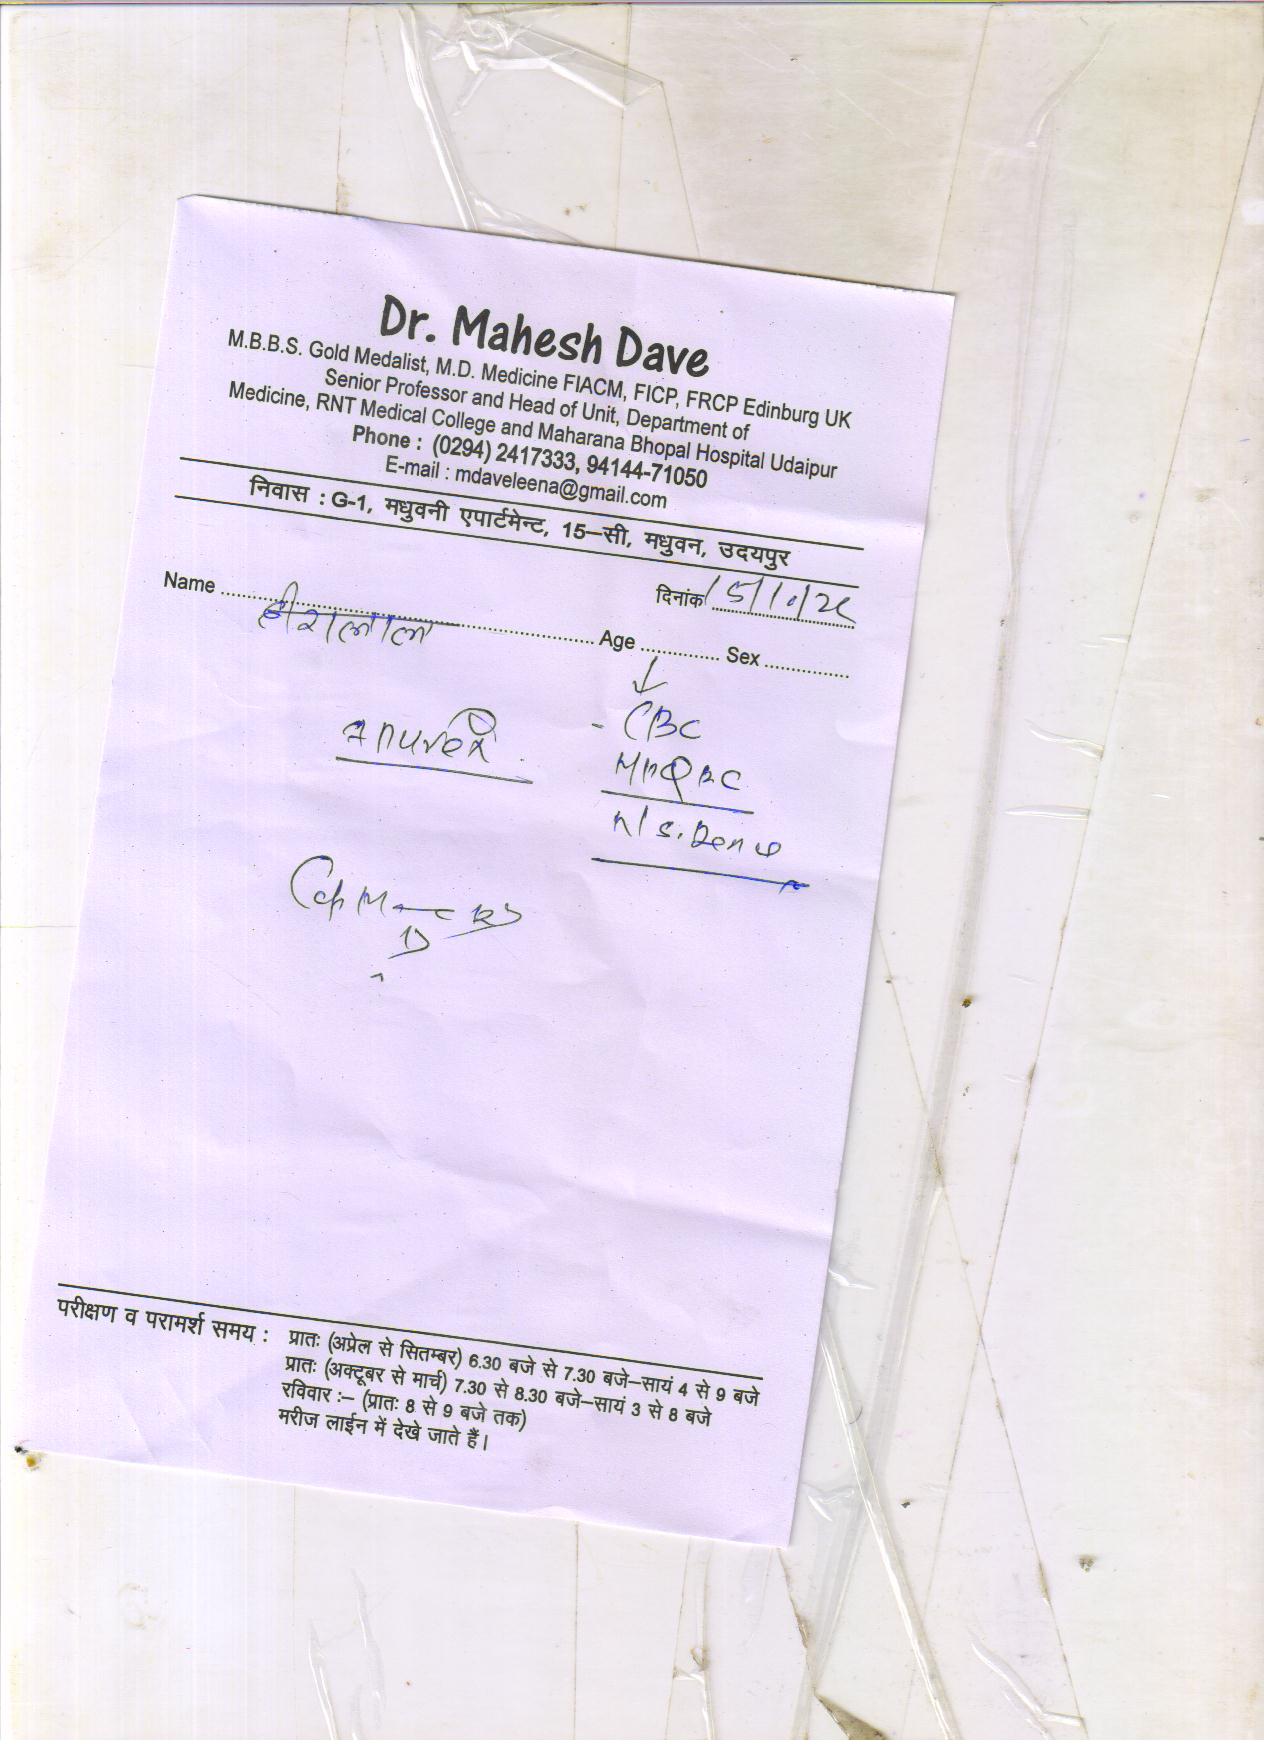 Dr. Mahesh Dave
M.B.B.S. Gold Medalist, M.D. Medicine FIACM, FICP, FRCP Edinburg UK
Senior Professor and Head of Unit, Department of
Medicine, RNT Medical College and Maharana Bhopal Hospital Udaipur
Phone : (0294) 2417333, 94144-71050
E-mail : mdaveleena@gmail.com
निवास : G-1, मधुवनी एपार्टमेन्ट, 15–सी, मधुवन, उदयपुर
दिनांक
Name हीरालाल Age Sex
CBC
Cap
परीक्षण व परामर्श समय : प्रातः (अप्रेल से सितम्बर) 6.30 बजे से 7.30 बजे–सायं 4 से 9 बजे
प्रातः (अक्टूबर से मार्च) 7.30 से 8.30 बजे–सायं 3 से 8 बजे
रविवार :– (प्रातः 8 से 9 बजे तक)
मरीज लाईन में देखे जाते हैं।